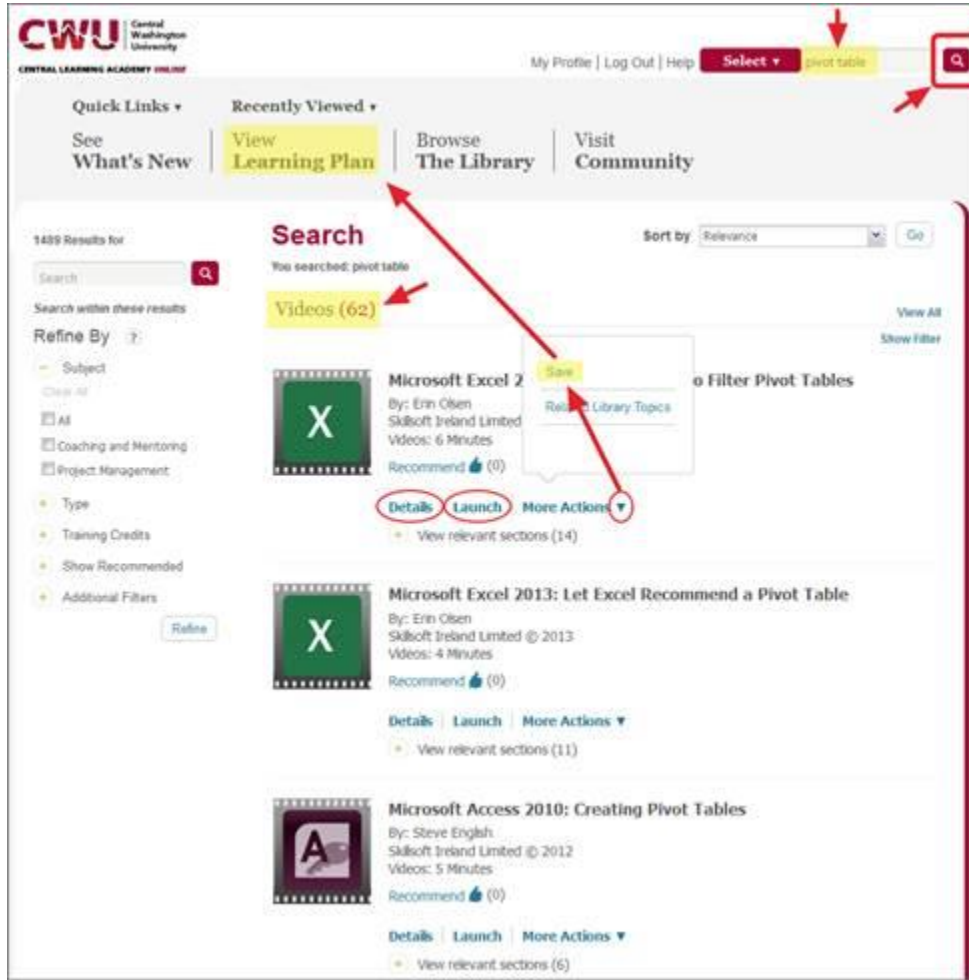 CWU Central
Washington
University
CENTRAL LEARNING ACADEMY ONLINE
My Profile | Log Out | Help Select ▾ pivot table
Quick Links ▾ Recently Viewed ▾
See View Browse Visit
What's New Learning Plan The Library Community
1489 Results for
Search
Search within these results
Refine By ?
Subject
Clear All
All
Coaching and Mentoring
Project Management
Type
Training Credits
Show Recommended
Additional Filters
Refine
Search
Sort by Relevance Go
You searched: pivot table
Videos (62)
View All
Show Filter
Save
Related Library Topics
X
Microsoft Excel 2 o Filter Pivot Tables
By: Erin Olsen
Skillsoft Ireland Limited
Videos: 6 Minutes
Recommend (0)
Details Launch More Actions ▼
View relevant sections (14)
X
Microsoft Excel 2013: Let Excel Recommend a Pivot Table
By: Erin Olsen
Skillsoft Ireland Limited © 2013
Videos: 4 Minutes
Recommend (0)
Details | Launch | More Actions ▼
View relevant sections (11)
A
Microsoft Access 2010: Creating Pivot Tables
By: Steve English
Skillsoft Ireland Limited © 2012
Videos: 5 Minutes
Recommend (0)
Details | Launch | More Actions ▼
View relevant sections (6)